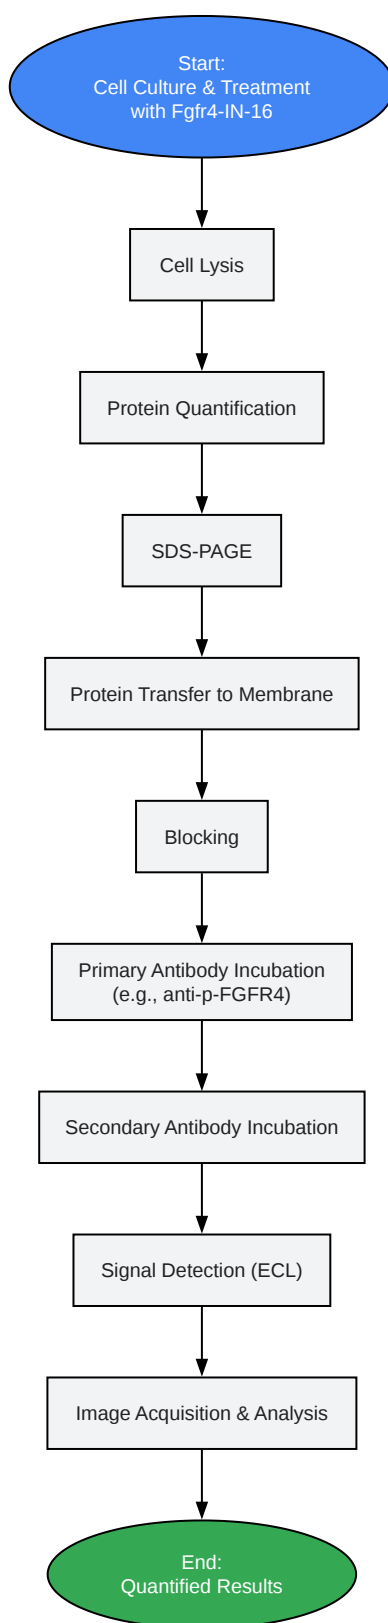 Start:
Cell Culture & Treatment
with Fgfr4-IN-16
Cell Lysis
Protein Quantification
SDS-PAGE
Protein Transfer to Membrane
Blocking
Primary Antibody Incubation
(e.g., anti-p-FGFR4)
Secondary Antibody Incubation
Signal Detection (ECL)
Image Acquisition & Analysis
End:
Quantified Results